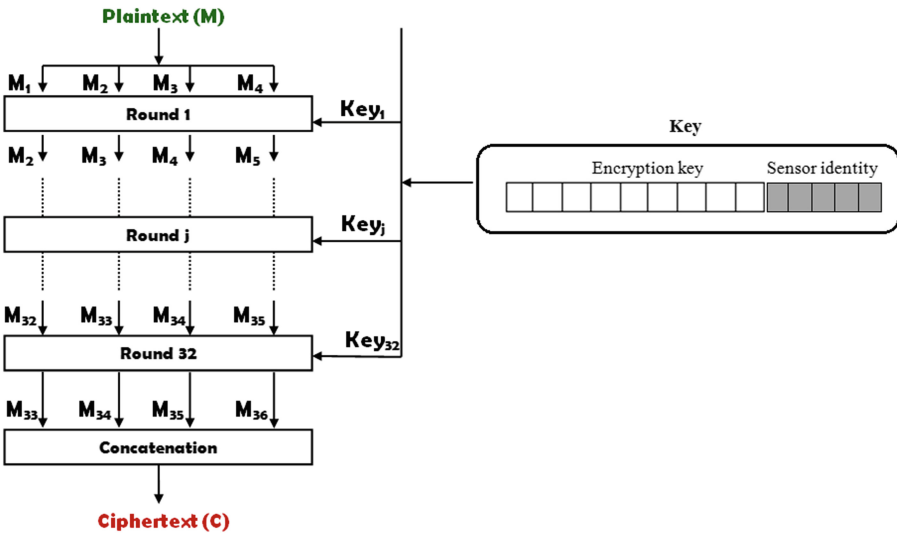 Plaintext (M)
M₁ M₂ M₃ M₄
Round 1
Key₁
M₂ M₃ M₄ M₅
Round j
Keyⱼ
M₃₂ M₃₃ M₃₄ M₃₅
Round 32
Key₃₂
M₃₃ M₃₄ M₃₅ M₃₆
Concatenation
Ciphertext (C)
Key
Encryption key Sensor identity